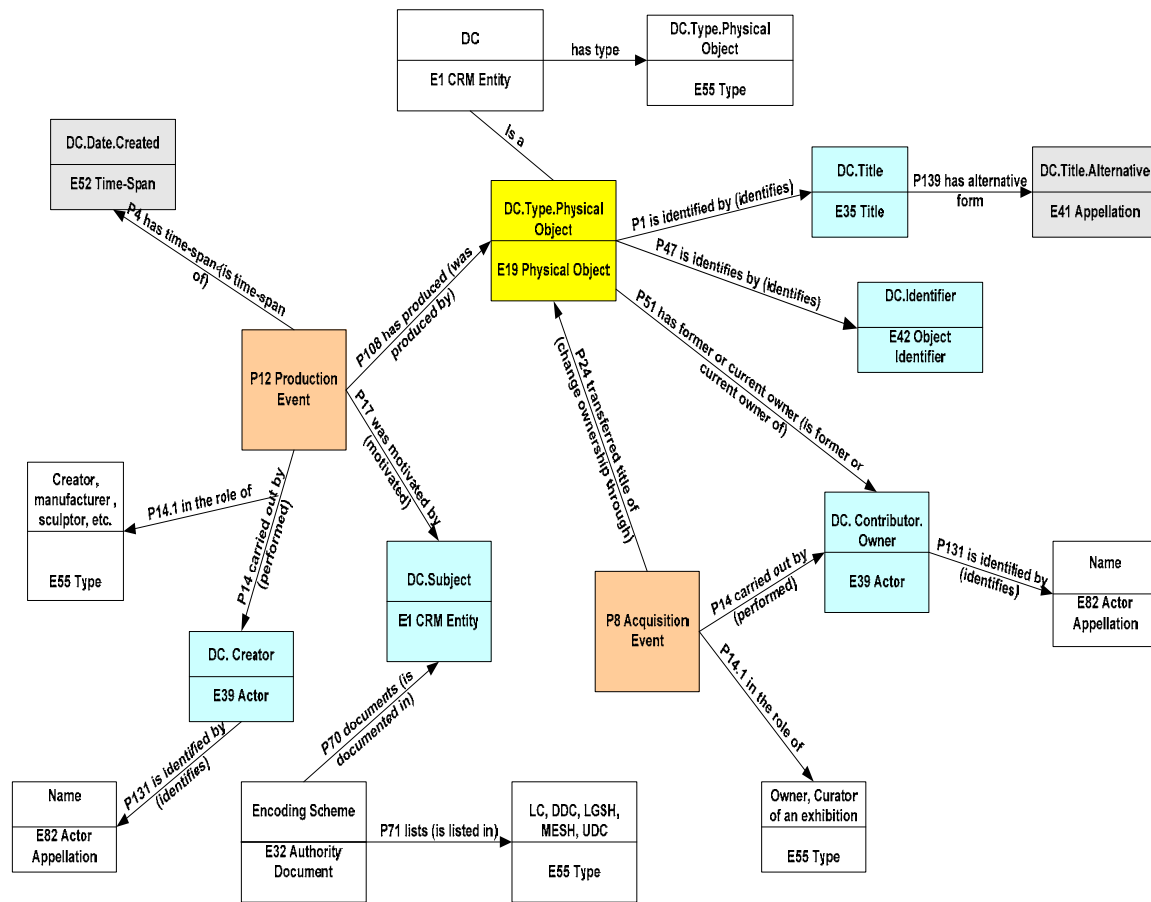 DC
E1 CRM Entity
has type
DC.Type.Physical
Object
E55 Type
Is a
DC.Date.Created
E52 Time-Span
P4 has time-span (is time-span
of)
DC.Type.Physical
Object
E19 Physical Object
P1 is identified by (identifies)
DC.Title
E35 Title
P139 has alternative
form
DC.Title.Alternative
E41 Appellation
P47 is identifies by (identifies)
DC.Identifier
E42 Object
Identifier
P51 has former or current owner (is former or
current owner of)
P108 has produced (was
produced by)
P12 Production
Event
P17 was motivated by
(motivated)
P24 transferred title of
(change ownership through)
Creator,
manufacturer ,
sculptor, etc.
E55 Type
P14.1 in the role of
P14 carried out by
(performed)
DC.Subject
E1 CRM Entity
P8 Acquisition
Event
P14 carried out by
(performed)
DC. Contributor.
Owner
E39 Actor
P131 is identified by
(identifies)
Name
E82 Actor
Appellation
DC. Creator
E39 Actor
P70 documents (is
documented in)
P14.1 in the role of
P131 is identified by
(identifies)
Name
E82 Actor
Appellation
Encoding Scheme
E32 Authority
Document
P71 lists (is listed in)
LC, DDC, LGSH,
MESH, UDC
E55 Type
Owner, Curator
of an exhibition
E55 Type